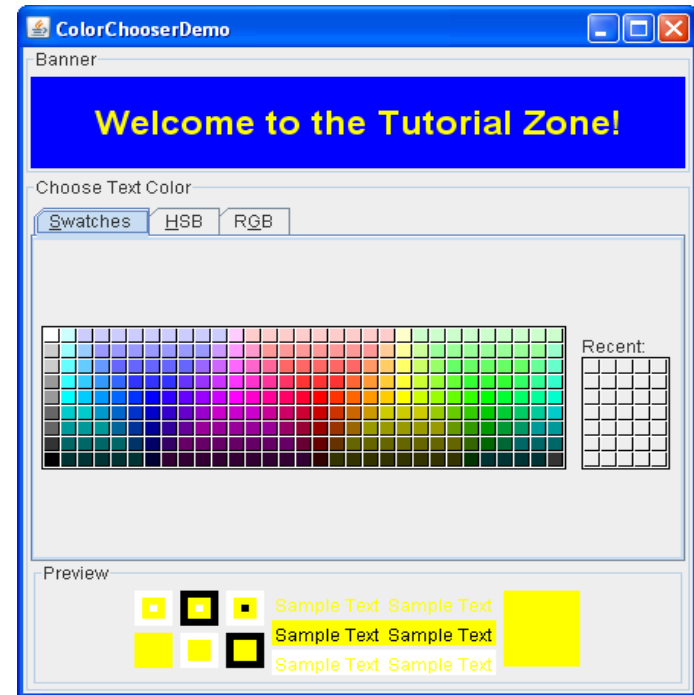 ColorChooserDemo
Banner
Welcome to the Tutorial Zone!
Choose Text Color
Swatches HSB RGB
Recent:
Preview
Sample Text Sample Text
Sample Text Sample Text
Sample Text Sample Text